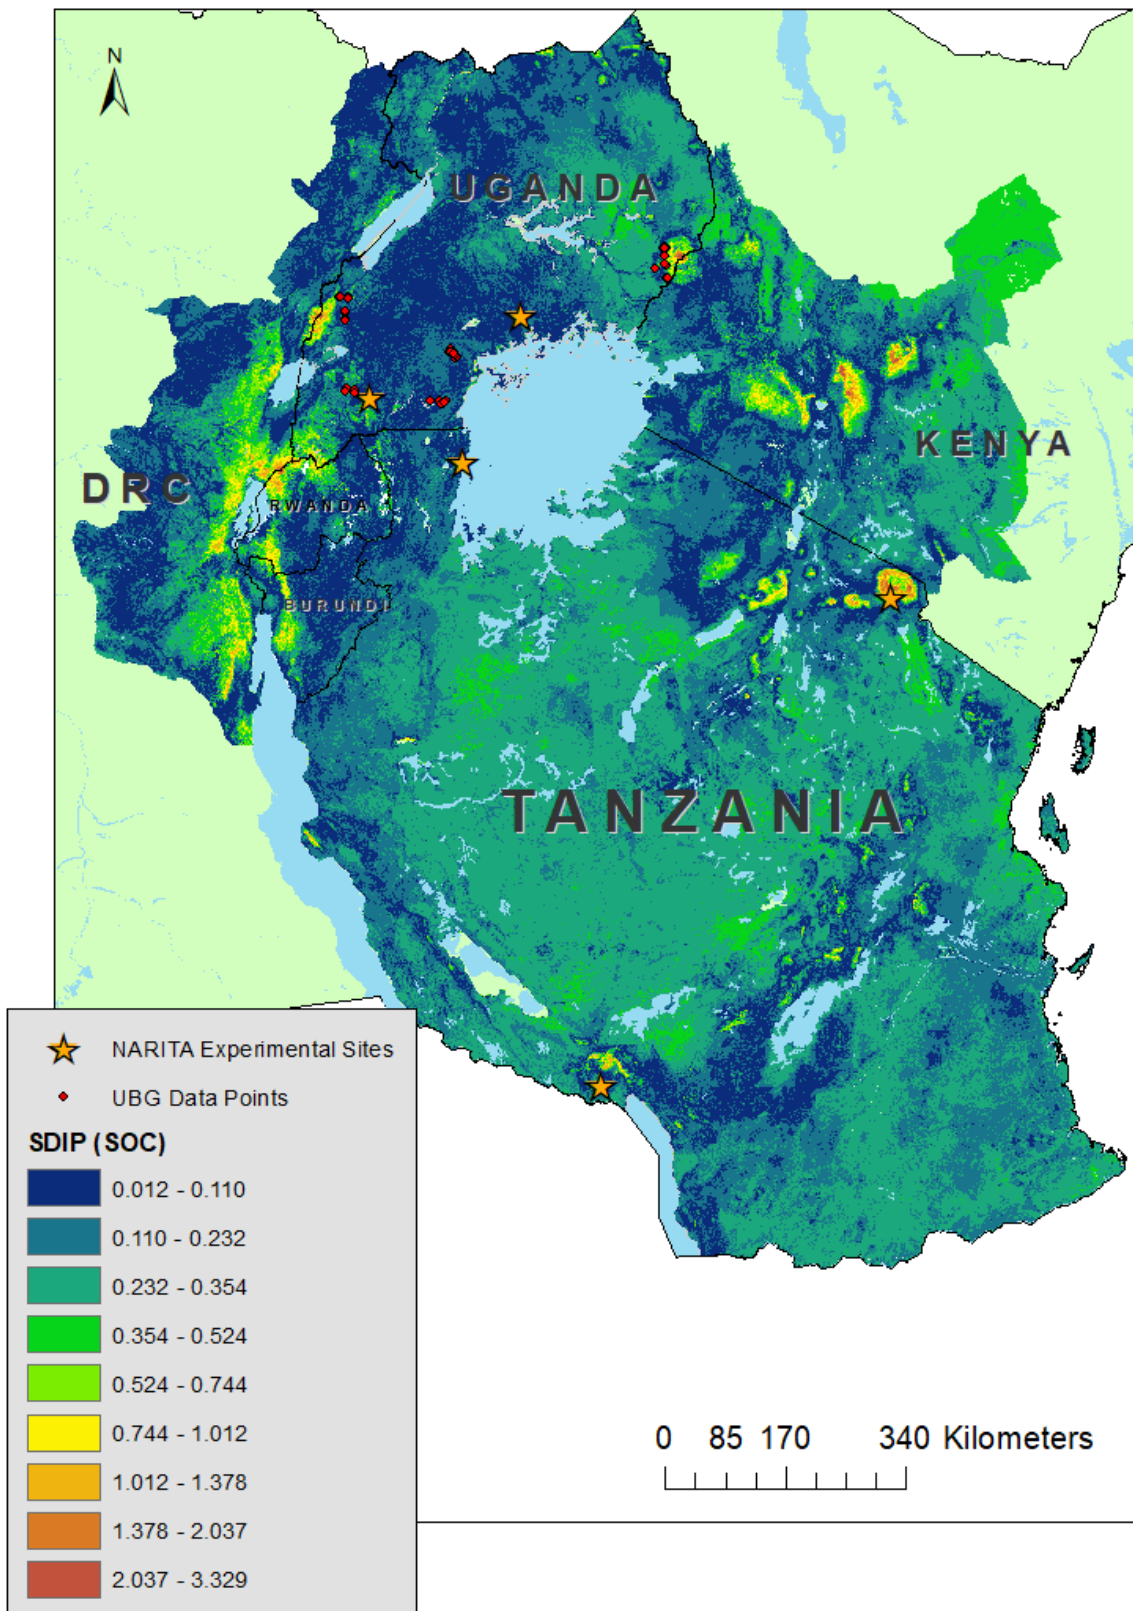 N
UGANDA
KENYA
DRC
RWANDA
BURUNDI
TANZANIA
NARITA Experimental Sites
UBG Data Points
SDIP (SOC)
0.012 - 0.110
0.110 - 0.232
0.232 - 0.354
0.354 - 0.524
0.524 - 0.744
0.744 - 1.012
1.012 - 1.378
1.378 - 2.037
2.037 - 3.329
0 85 170 340 Kilometers